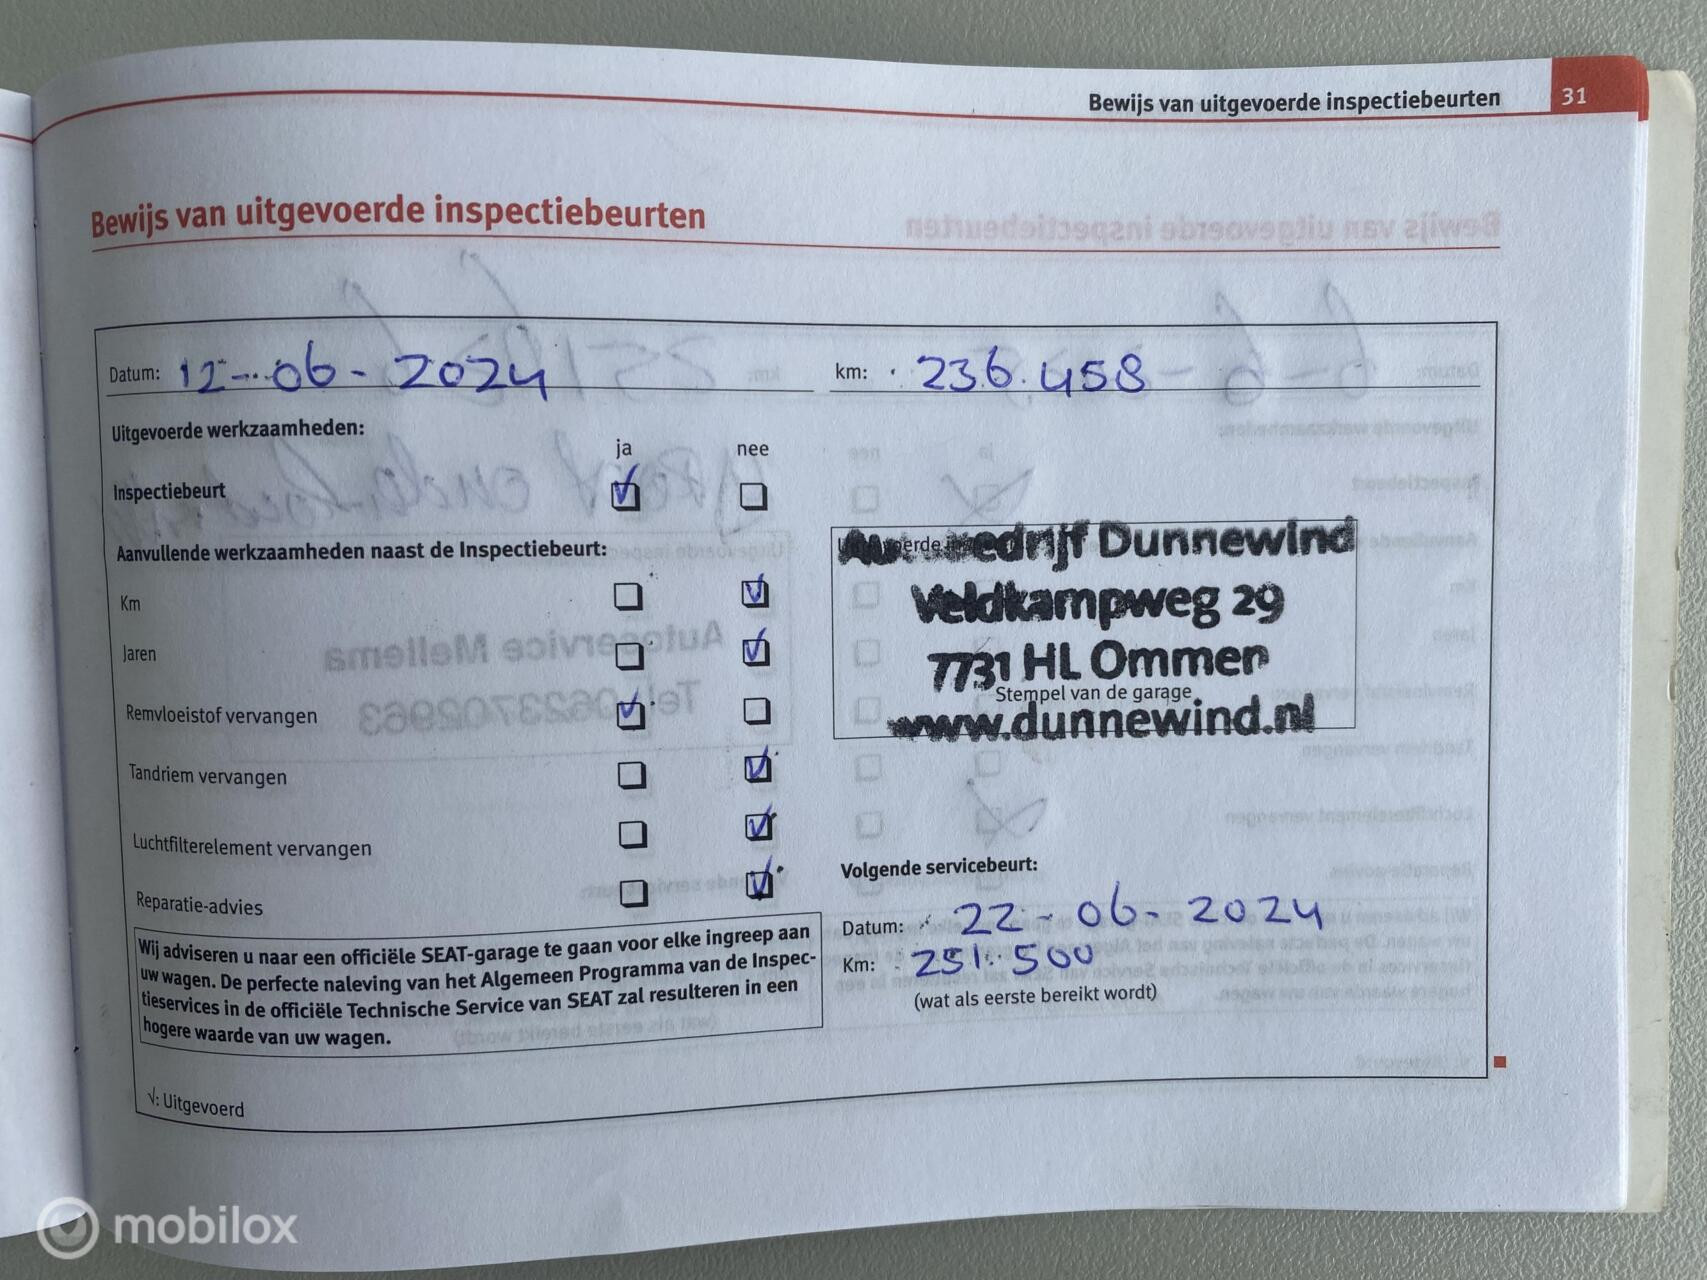 Bewijs van uitgevoerde inspectiebeurten 31
Bewijs van uitgevoerde inspectiebeurten
Datum: 12-06-2024 km: 236.458
Uitgevoerde werkzaamheden:
ja nee
Inspectiebeurt
Aanvullende werkzaamheden naast de Inspectiebeurt:
Km
Jaren
Remvloeistof vervangen
Tandriem vervangen
Luchtfilterelement vervangen
Reparatie-advies
Wij adviseren u naar een officiële SEAT-garage te gaan voor elke ingreep aan
uw wagen. De perfecte naleving van het Algemeen Programma van de Inspec-
tieservices in de officiële Technische Service van SEAT zal resulteren in een
hogere waarde van uw wagen.
√: Uitgevoerd
Dunnewind
Veldkampweg 29
7731 HL Ommen
Stempel van de garage
www.dunnewind.nl
Volgende servicebeurt:
Datum: 22-06-2024
Km: 251.500
(wat als eerste bereikt wordt)
mobilox